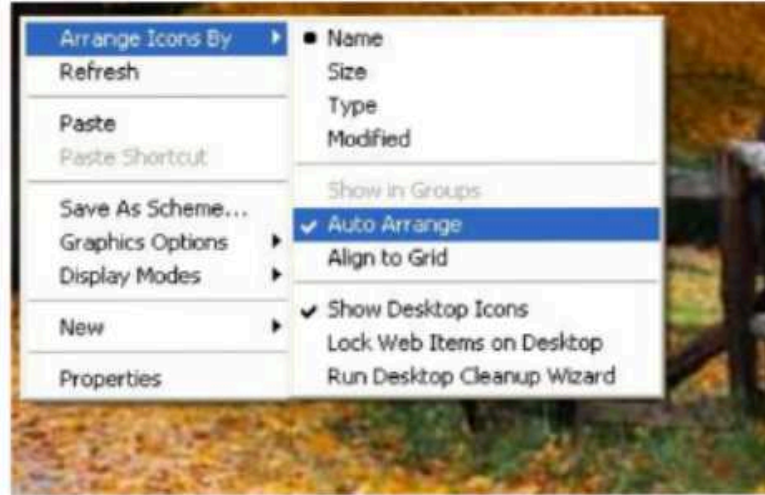 Arrange Icons By
Refresh
Paste
Paste Shortcut
Save As Scheme...
Graphics Options
Display Modes
New
Properties
Name
Size
Type
Modified
Show in Groups
Auto Arrange
Align to Grid
Show Desktop Icons
Lock Web Items on Desktop
Run Desktop Cleanup Wizard